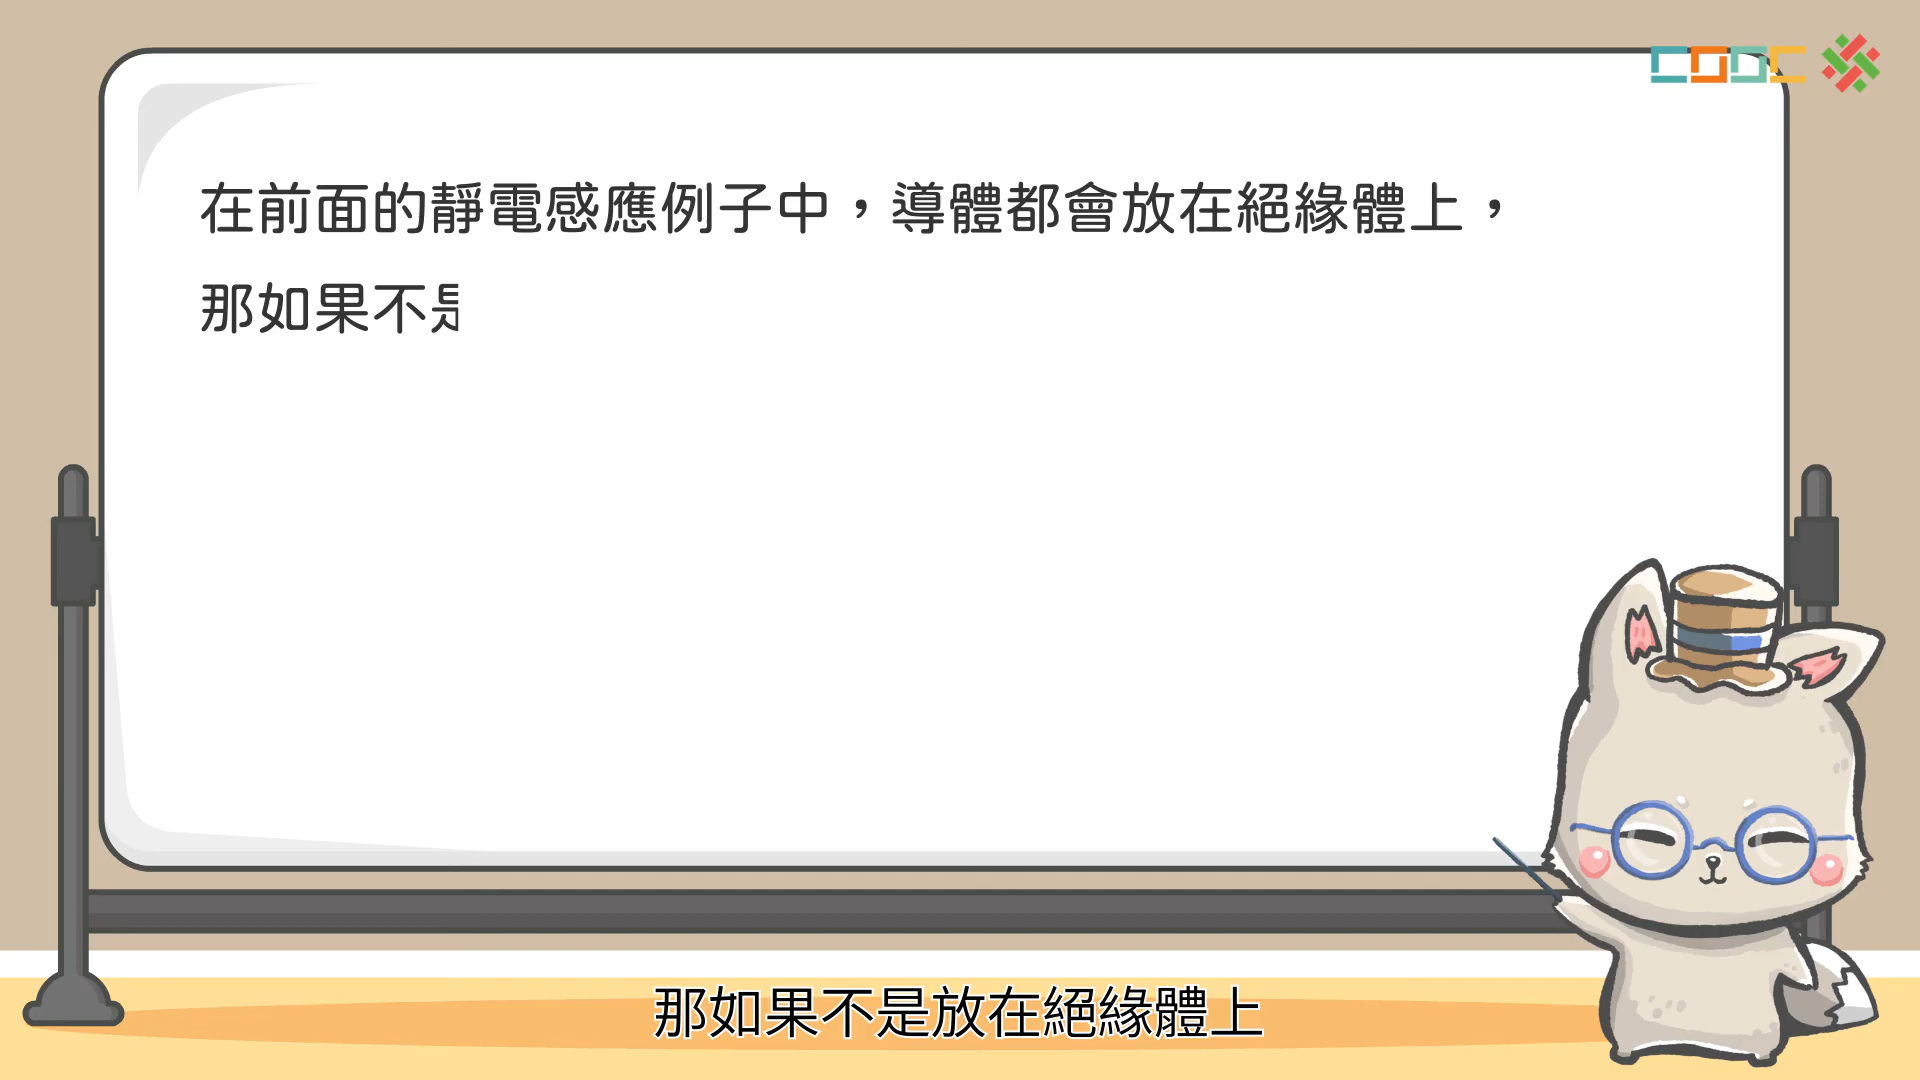 在前面的靜電感應例子中，導體都會放在絕緣體上，
那如果不是
那如果不是放在絕緣體上